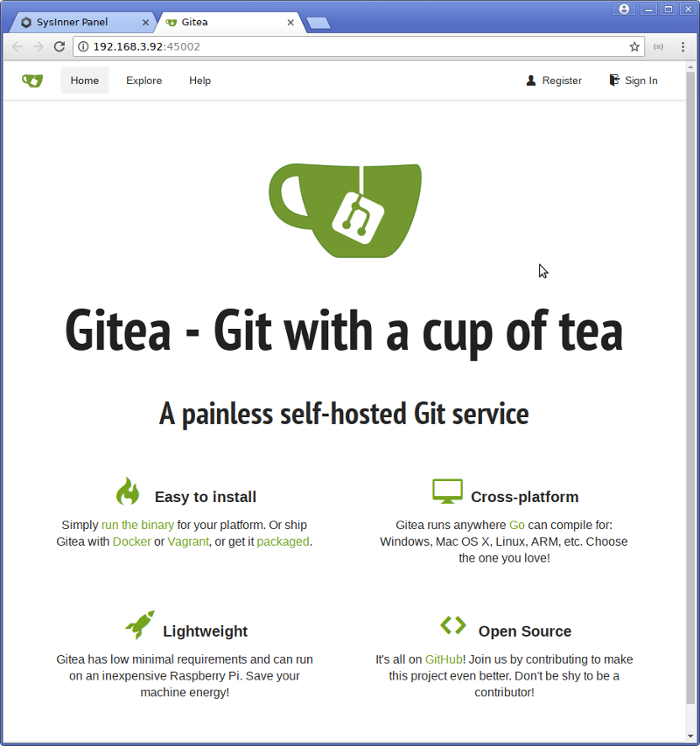 SysInner Panel
Gitea
192.168.3.92:45002
Home
Explore
Help
Register
Sign In
Gitea - Git with a cup of tea
A painless self-hosted Git service
Easy to install
Simply run the binary for your platform. Or ship
Gitea with Docker or Vagrant, or get it packaged.
Cross-platform
Gitea runs anywhere Go can compile for:
Windows, Mac OS X, Linux, ARM, etc. Choose
the one you love!
Lightweight
Gitea has low minimal requirements and can run
on an inexpensive Raspberry Pi. Save your
machine energy!
Open Source
It's all on GitHub! Join us by contributing to make
this project even better. Don't be shy to be a
contributor!